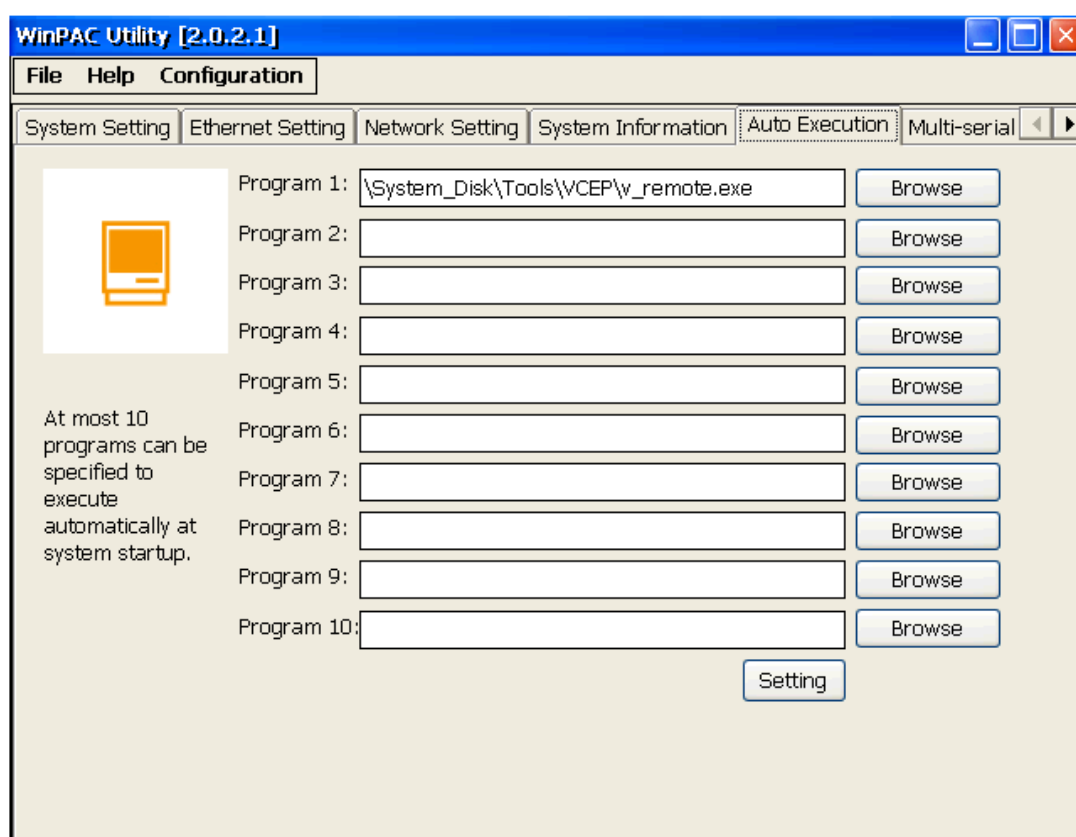 WinPAC Utility [2.0.2.1]
File Help Configuration
System Setting Ethernet Setting Network Setting System Information Auto Execution Multi-serial
Program 1: \System_Disk\Tools\VCEP\v_remote.exe Browse
Program 2: Browse
Program 3: Browse
Program 4: Browse
Program 5: Browse
At most 10
programs can be
specified to
execute
automatically at
system startup.
Program 6: Browse
Program 7: Browse
Program 8: Browse
Program 9: Browse
Program 10: Browse
Setting